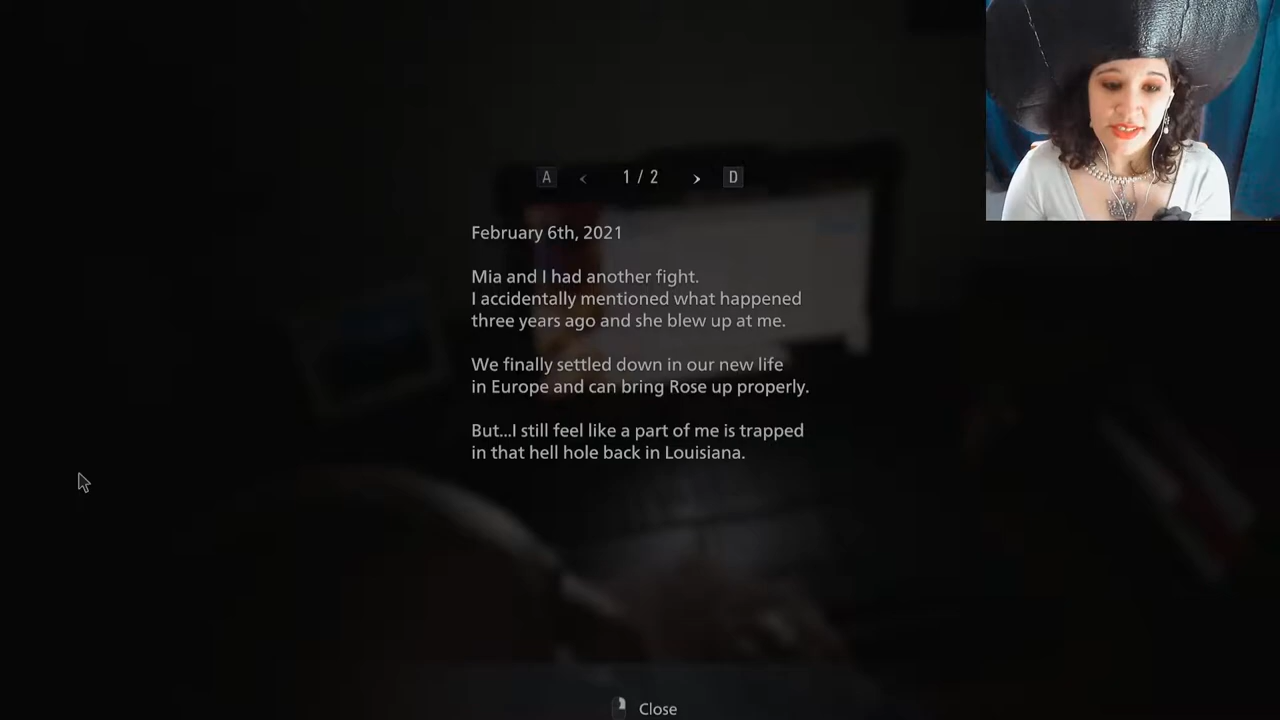 A < 1 / 2 > D
February 6th, 2021
Mia and I had another fight.
I accidentally mentioned what happened
three years ago and she blew up at me.
We finally settled down in our new life
in Europe and can bring Rose up properly.
But...I still feel like a part of me is trapped
in that hell hole back in Louisiana.
Close